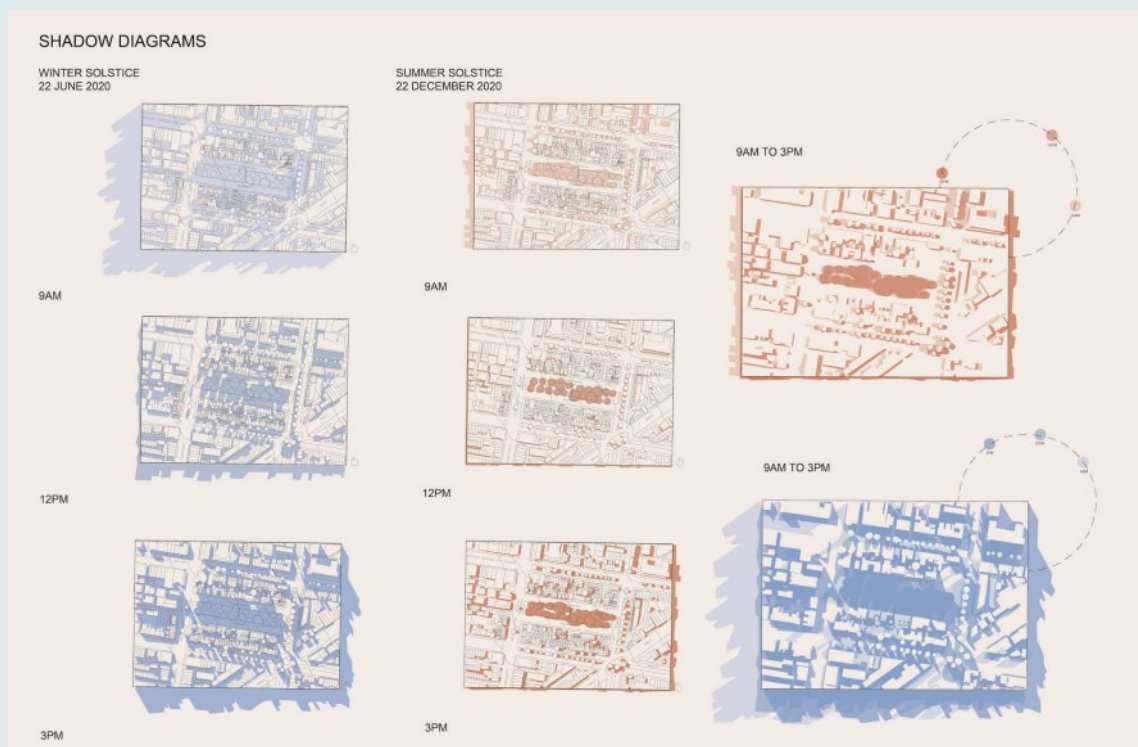 SHADOW DIAGRAMS
WINTER SOLSTICE
22 JUNE 2020
9AM
12PM
3PM
SUMMER SOLSTICE
22 DECEMBER 2020
9AM
12PM
3PM
9AM TO 3PM
9AM TO 3PM